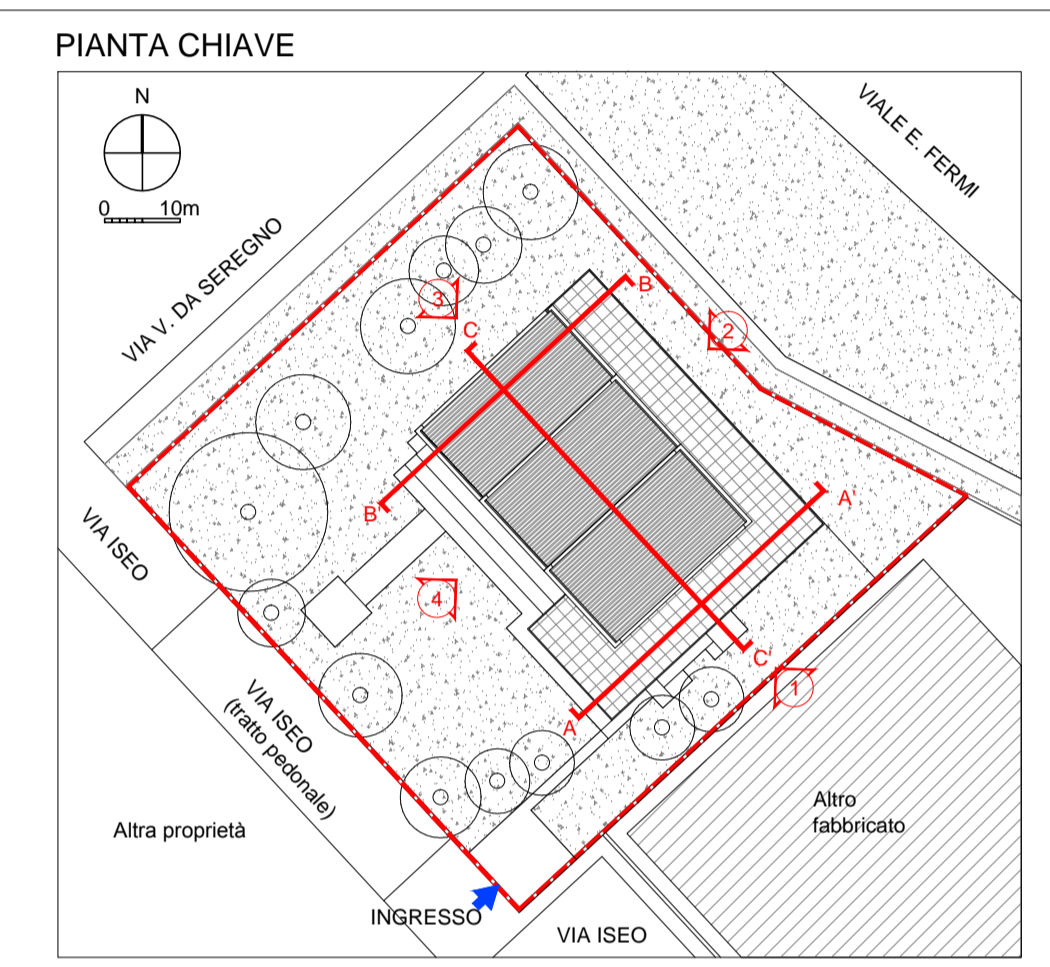 PIANTA CHIAVE
N
0 10m
VIALE E. FERMI
VIA V. DA SEREGNO
3
C
B
2
B'
A'
VIA ISEO
4
VIA ISEO
(tratto pedonale)
C'
1
A
Altra proprietà
Altro
fabbricato
INGRESSO
VIA ISEO